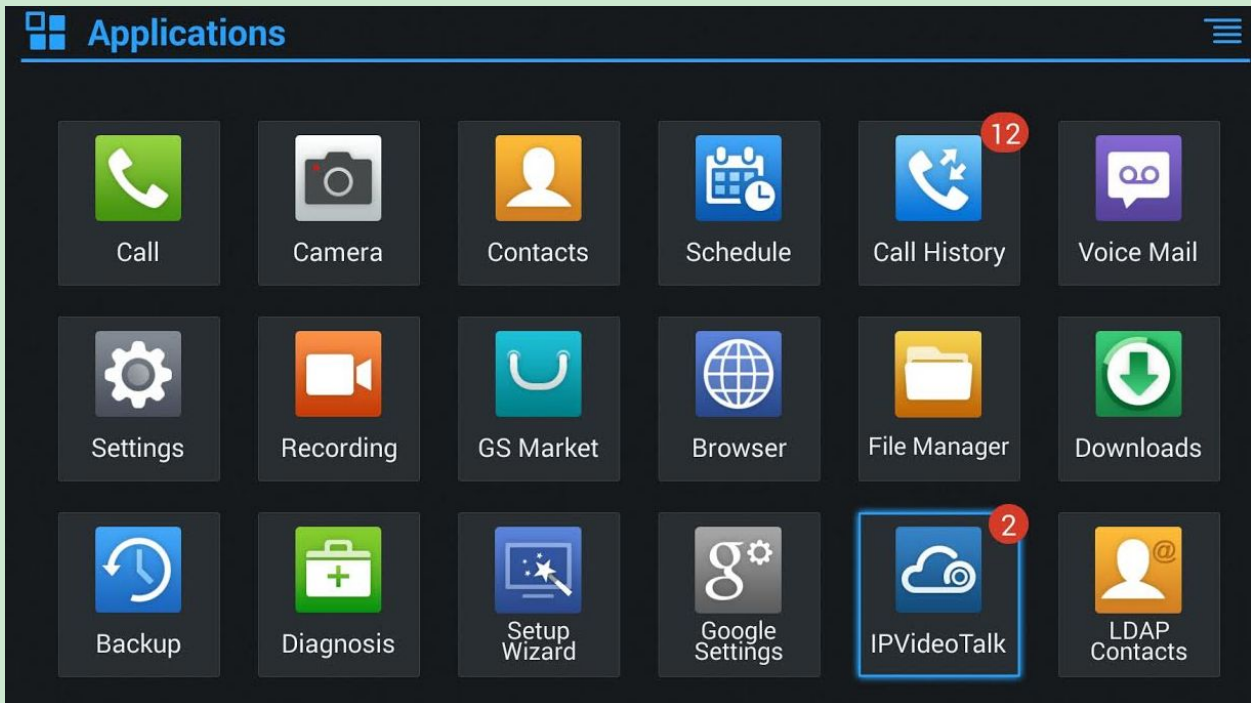 Applications
12
Call
Camera
Contacts
Schedule
Call History
Voice Mail
Settings
Recording
GS Market
Browser
File Manager
Downloads
2
Backup
Diagnosis
Setup
Wizard
g
Google
Settings
IPVideoTalk
@
LDAP
Contacts